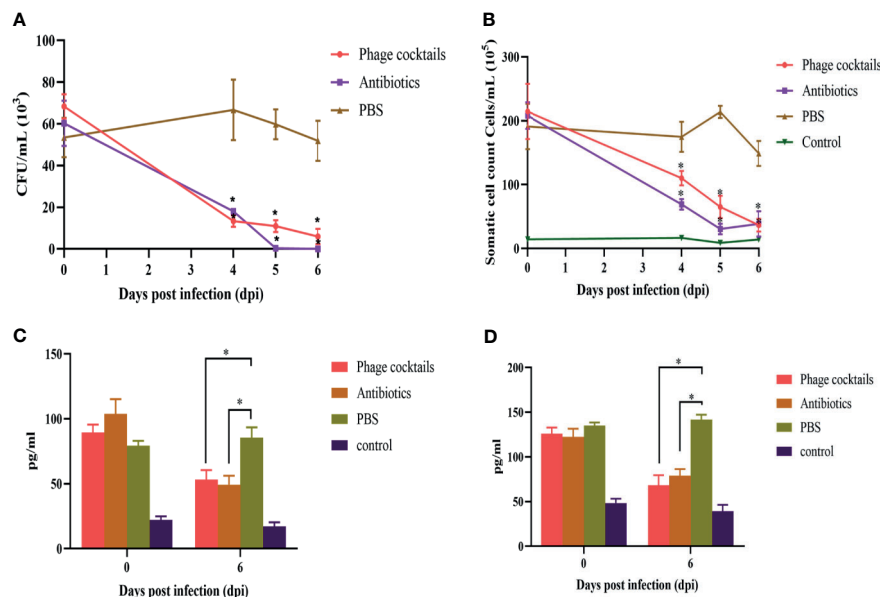 A
100
80
60
40
20
0
CFU/mL (10³)
0 1 2 3 4 5 6
Days post infection (dpi)
* * * * * *
Phage cocktails
Antibiotics
PBS
B
300
200
100
0
Somatic cell count Cells/mL (10⁵)
0 1 2 3 4 5 6
Days post infection (dpi)
* * * * * *
Phage cocktails
Antibiotics
PBS
Control
C
150
100
50
0
pg/ml
* *
0 6
Days post infection (dpi)
Phage cocktails
Antibiotics
PBS
control
D
200
150
100
50
0
pg/ml
* *
0 6
Days post infection (dpi)
Phage cocktails
Antibiotics
PBS
control